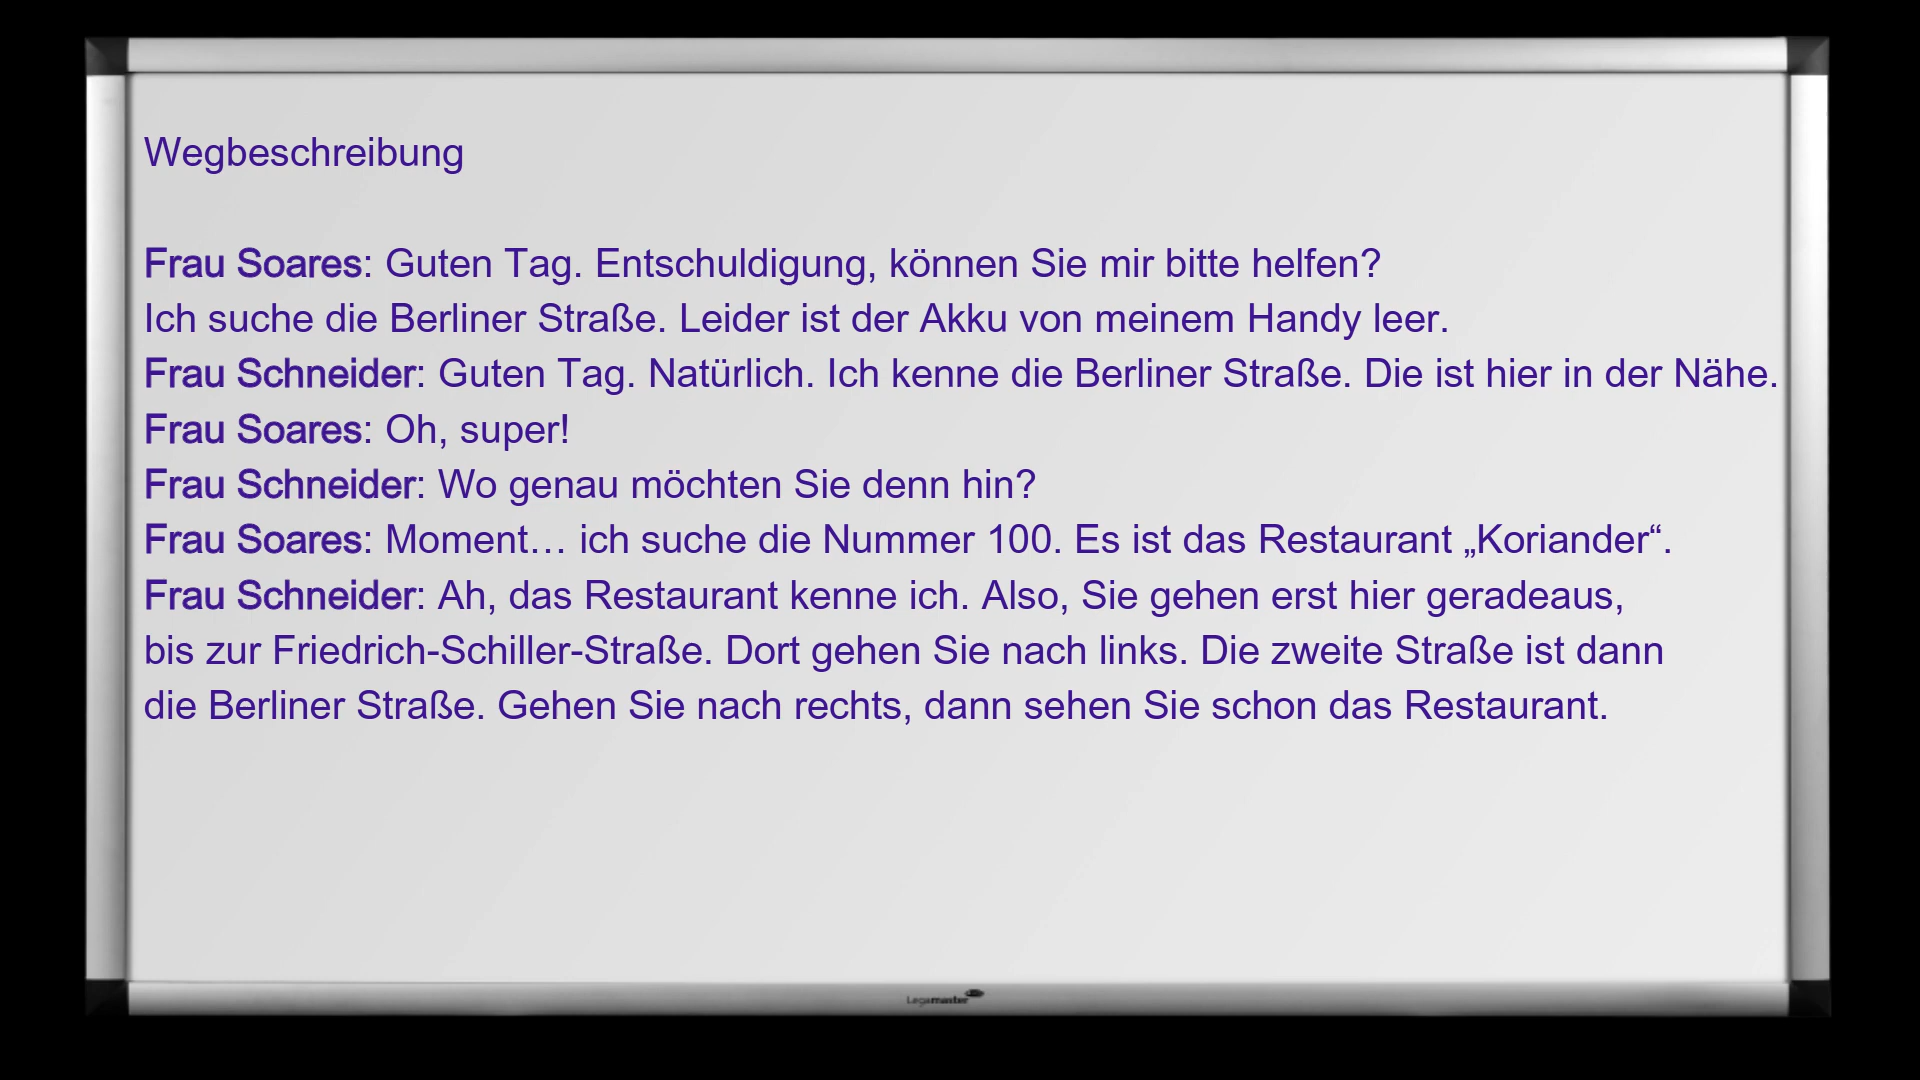 Wegbeschreibung
Frau Soares: Guten Tag. Entschuldigung, können Sie mir bitte helfen?
Ich suche die Berliner Straße. Leider ist der Akku von meinem Handy leer.
Frau Schneider: Guten Tag. Natürlich. Ich kenne die Berliner Straße. Die ist hier in der Nähe.
Frau Soares: Oh, super!
Frau Schneider: Wo genau möchten Sie denn hin?
Frau Soares: Moment… ich suche die Nummer 100. Es ist das Restaurant „Koriander“.
Frau Schneider: Ah, das Restaurant kenne ich. Also, Sie gehen erst hier geradeaus,
bis zur Friedrich-Schiller-Straße. Dort gehen Sie nach links. Die zweite Straße ist dann
die Berliner Straße. Gehen Sie nach rechts, dann sehen Sie schon das Restaurant.
Legamaster